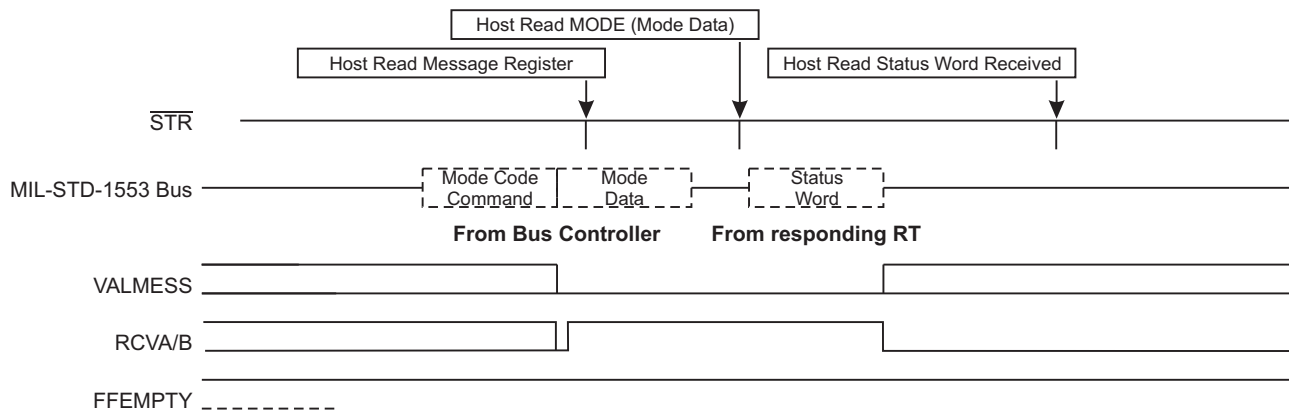 Host Read MODE (Mode Data)
Host Read Message Register
Host Read Status Word Received
STR
MIL-STD-1553 Bus
Mode Code
Command
Mode
Data
Status
Word
From Bus Controller
From responding RT
VALMESS
RCVA/B
FFEMPTY